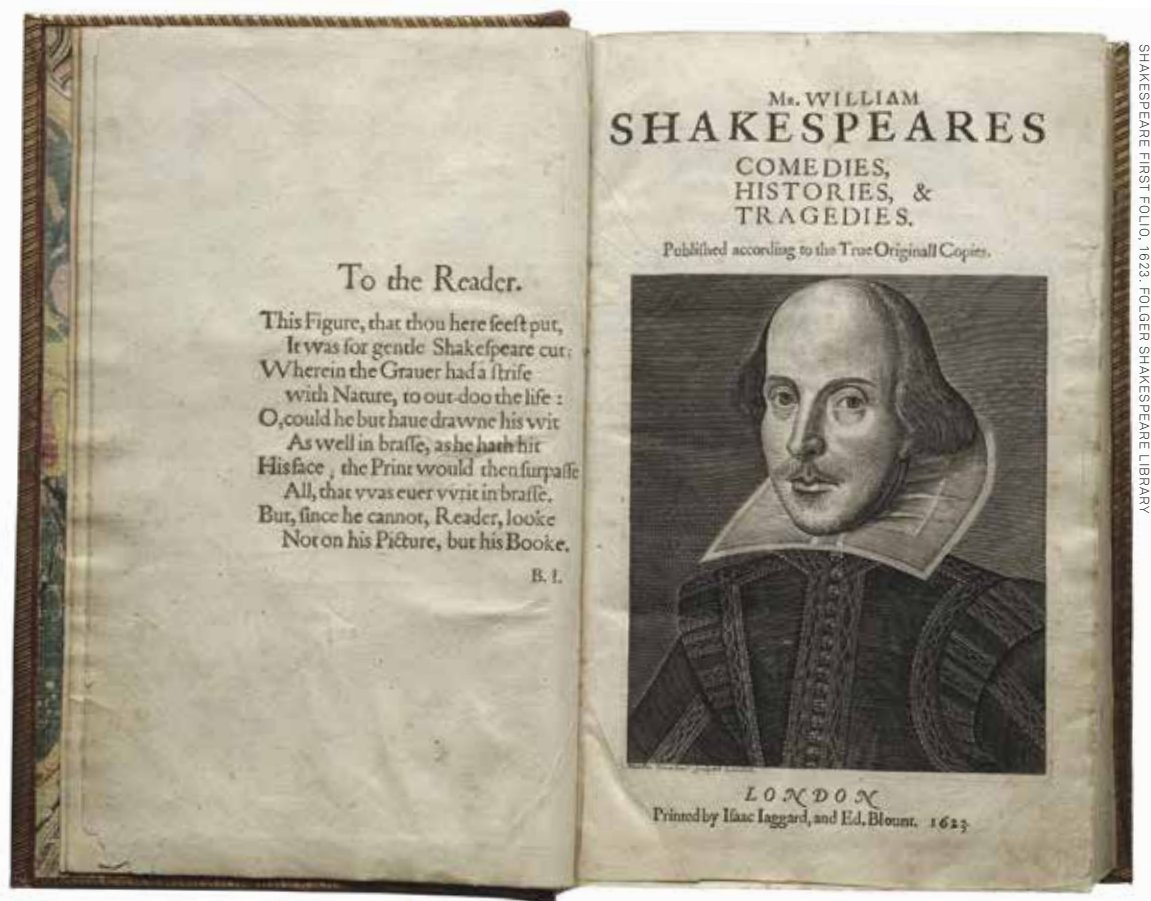 To the Reader.
This Figure, that thou here ſeeſt put,
It was for gentle Shakeſpeare cut:
Wherein the Grauer had a ſtrife
with Nature, to out-doo the life :
O, could he but haue drawne his wit
As well in braſſe, as he hath hit
His face , the Print would then ſurpaſſe
All, that vvas euer vvrit in braſſe.
But, ſince he cannot, Reader, looke
Not on his Picture, but his Booke.
B. I.
Mr. WILLIAM
SHAKESPEARES
COMEDIES,
HISTORIES, &
TRAGEDIES.
Publiſhed according to the True Originall Copies.
LONDON
Printed by Iſaac Iaggard, and Ed. Blount. 1623
SHAKESPEARE FIRST FOLIO, 1623. FOLGER SHAKESPEARE LIBRARY